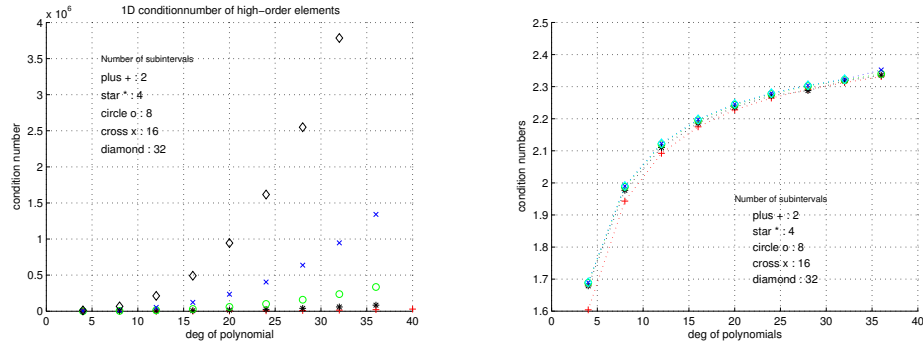 1D conditionnumber of high-order elements
x 10^6
4
3.5
3
2.5
2
1.5
1
0.5
0
condition number
Number of subintervals
plus + : 2
star * : 4
circle o : 8
cross x : 16
diamond : 32
0 5 10 15 20 25 30 35 40
deg of polynomial
2.5
2.4
2.3
2.2
2.1
2
1.9
1.8
1.7
1.6
condition numbers
Number of subintervals
plus + : 2
star * : 4
circle o : 8
cross x : 16
diamond : 32
0 5 10 15 20 25 30 35 40
deg of polynomials